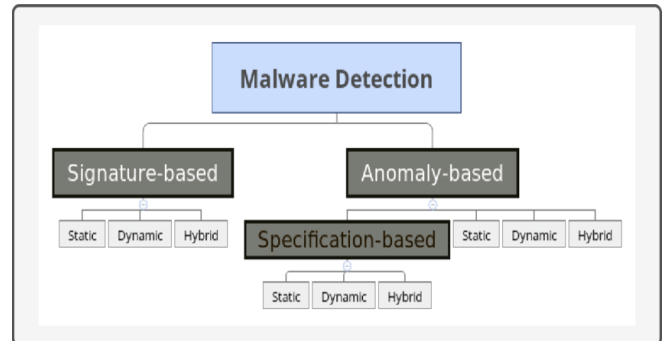 Malware Detection
Signature-based
Anomaly-based
Static Dynamic Hybrid
Specification-based
Static Dynamic Hybrid
Static Dynamic Hybrid